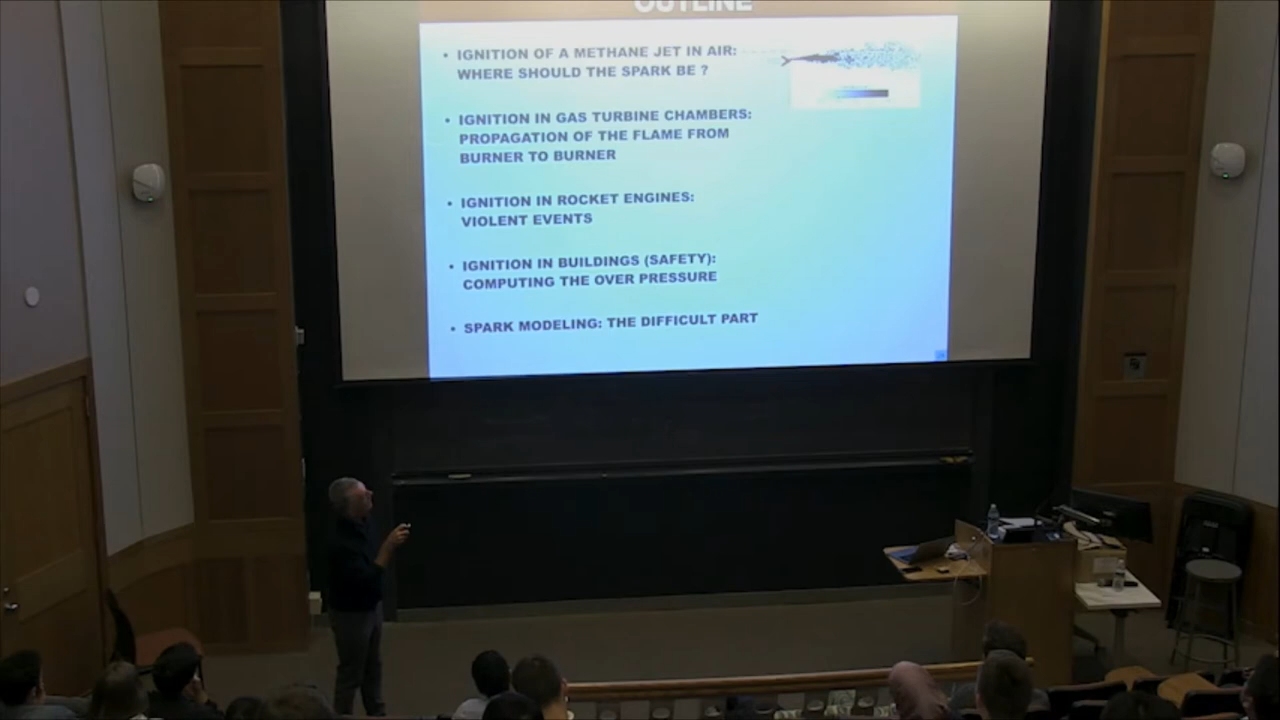 OUTLINE
• IGNITION OF A METHANE JET IN AIR:
WHERE SHOULD THE SPARK BE ?
• IGNITION IN GAS TURBINE CHAMBERS:
PROPAGATION OF THE FLAME FROM
BURNER TO BURNER
• IGNITION IN ROCKET ENGINES:
VIOLENT EVENTS
• IGNITION IN BUILDINGS (SAFETY):
COMPUTING THE OVER PRESSURE
• SPARK MODELING: THE DIFFICULT PART